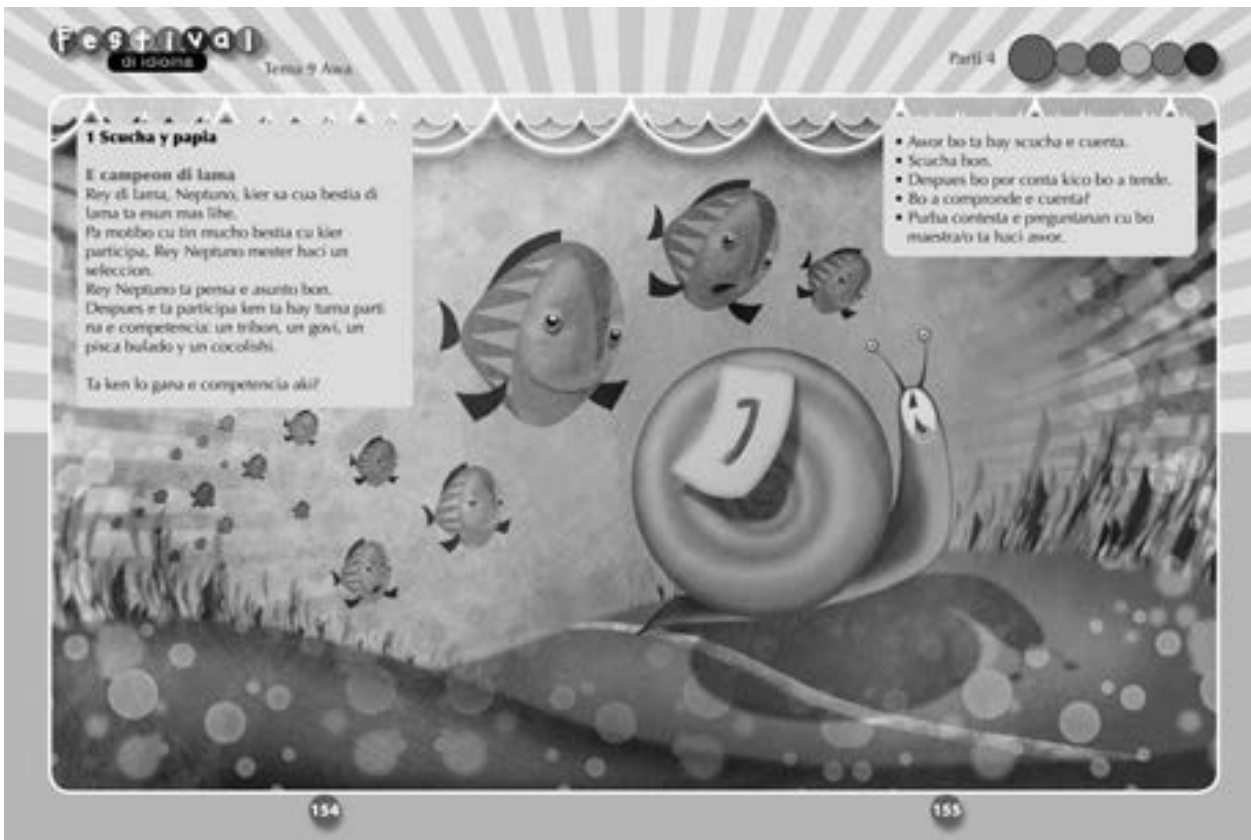 Festival
di idioma
Tema 9 Awa
Parti 4
1 Scucha y papia
E campeon di lama
Rey di lama, Neptuno, kier sa cua bestia di
lama ta esun mas lihe.
Pa motibo cu tin mucho bestia cu kier
participa, Rey Neptuno mester haci un
seleccion.
Rey Neptuno ta pensa e asunto bon.
Despues e ta participa ken ta bay tuma parti
na e competencia: un tribon, un govi, un
pisca bulado y un cocolishi.
Ta ken lo gana e competencia aki?
• Awor bo ta bay scucha e cuenta.
• Scucha bon.
• Despues bo por conta kico bo a tende.
• Bo a compronde e cuenta?
• Purba contesta e preguntanan cu bo
maestra/o ta haci awor.
154
155